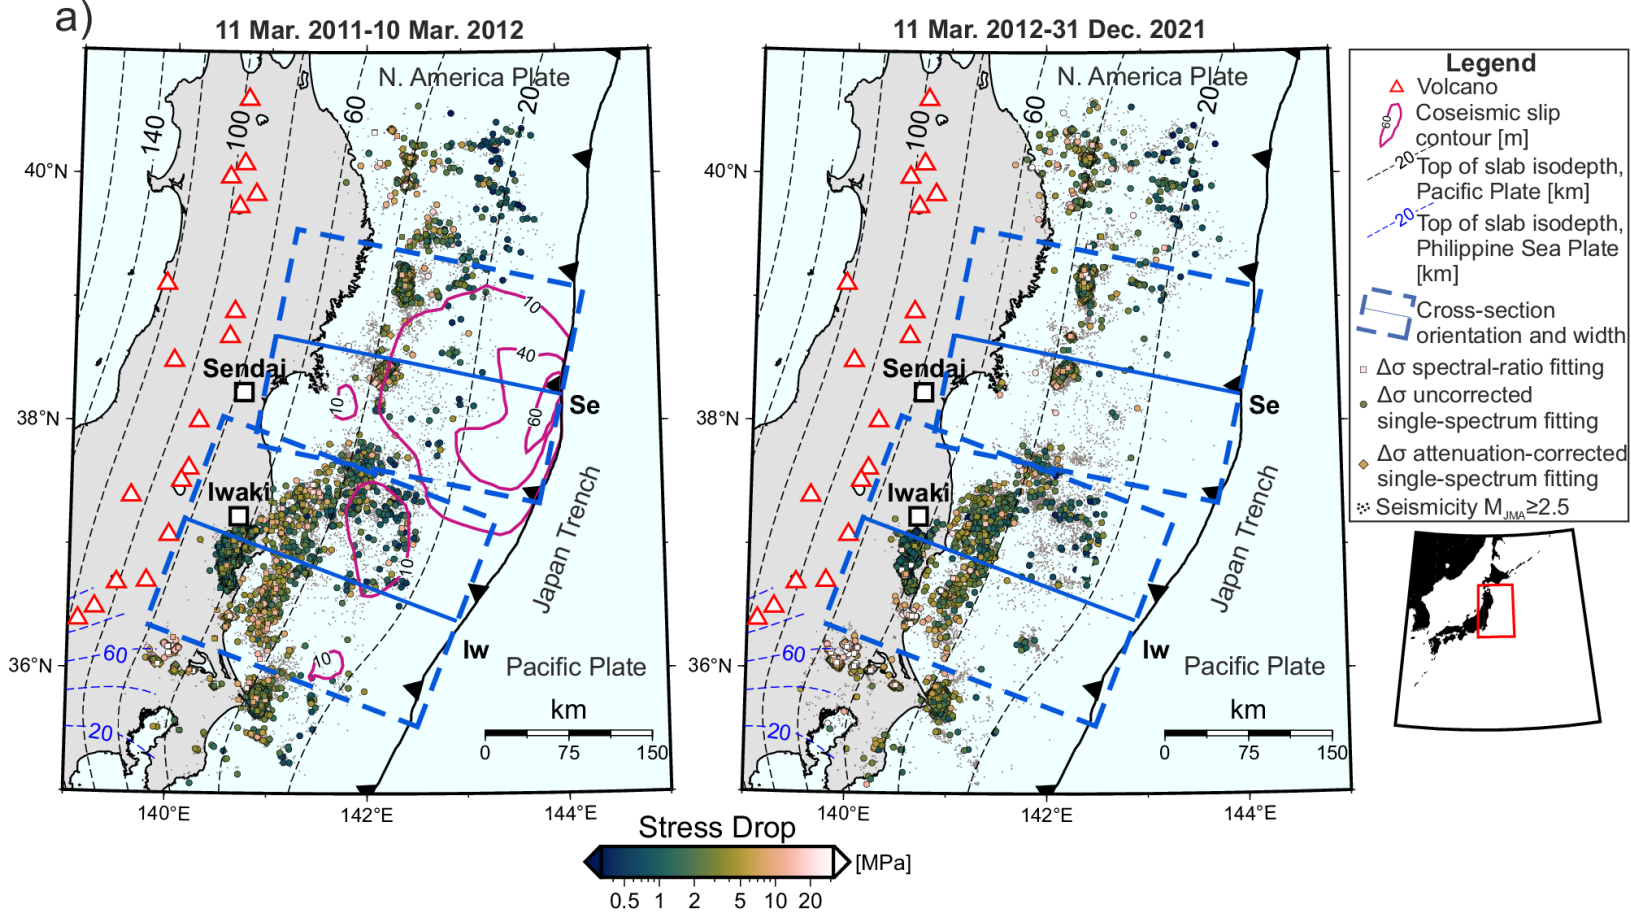 a)
11 Mar. 2011-10 Mar. 2012
N. America Plate
140
100
60
20
40°N
38°N
36°N
10
40
60
10
10
10
Sendai
Iwaki
Se
Iw
Japan Trench
Pacific Plate
60
20
km
0 75 150
140°E 142°E 144°E
11 Mar. 2012-31 Dec. 2021
N. America Plate
100
60
20
40°N
38°N
36°N
Sendai
Iwaki
Se
Iw
Japan Trench
Pacific Plate
60
20
km
0 75 150
140°E 142°E 144°E
Legend
Volcano
60
Coseismic slip
contour [m]
20
Top of slab isodepth,
Pacific Plate [km]
20
Top of slab isodepth,
Philippine Sea Plate
[km]
Cross-section
orientation and width
Δσ spectral-ratio fitting
Δσ uncorrected
single-spectrum fitting
Δσ attenuation-corrected
single-spectrum fitting
Seismicity MJMA≥2.5
Stress Drop
[MPa]
0.5 1 2 5 10 20